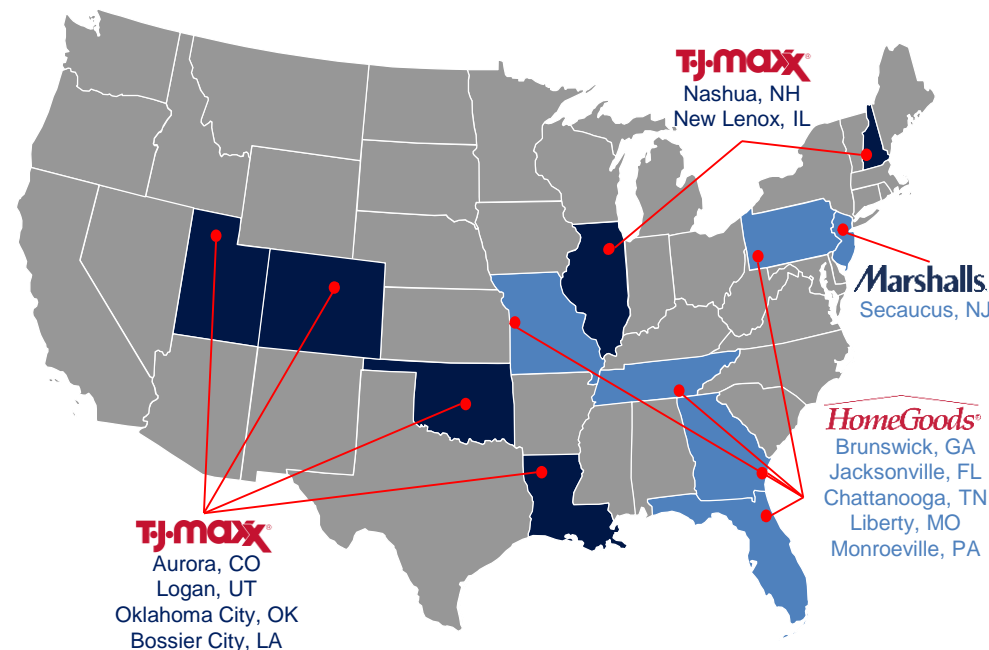 T·J·maxx®
Nashua, NH
New Lenox, IL
Marshalls.
Secaucus, NJ
HomeGoods®
Brunswick, GA
Jacksonville, FL
Chattanooga, TN
Liberty, MO
Monroeville, PA
T·J·maxx®
Aurora, CO
Logan, UT
Oklahoma City, OK
Bossier City, LA